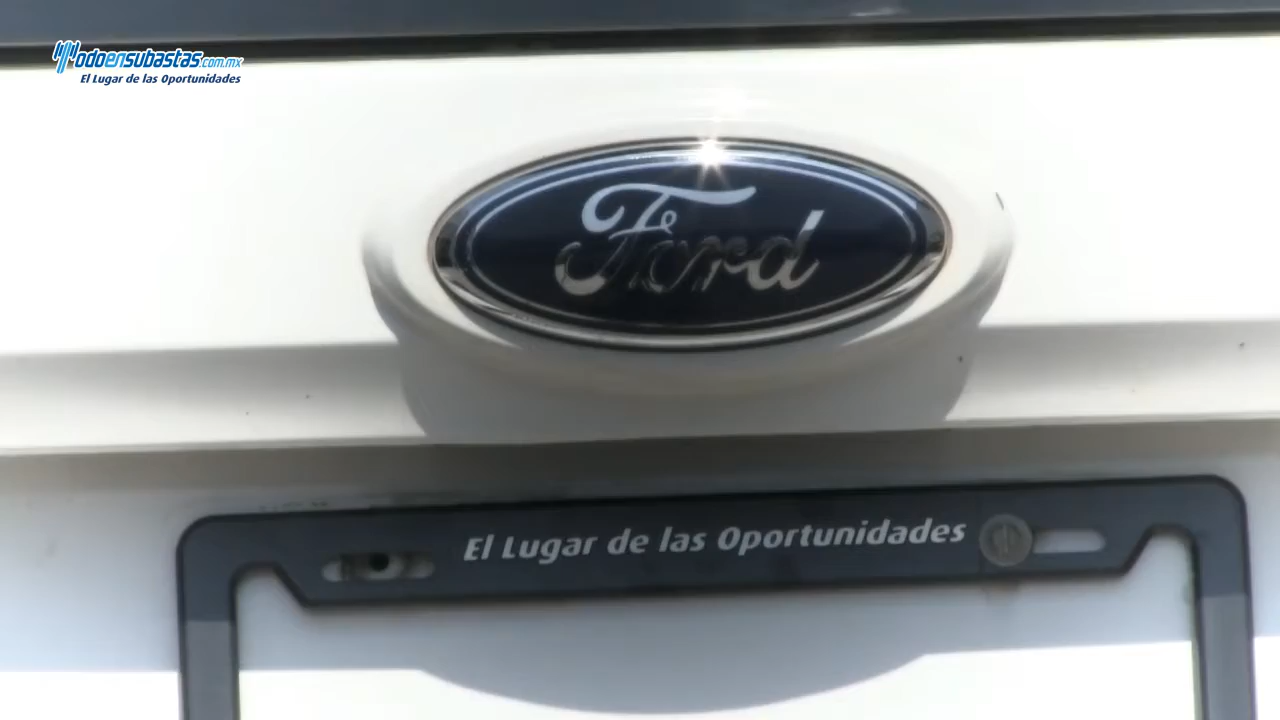 Todoensubastas.com.mx
El Lugar de las Oportunidades
Ford
El Lugar de las Oportunidades